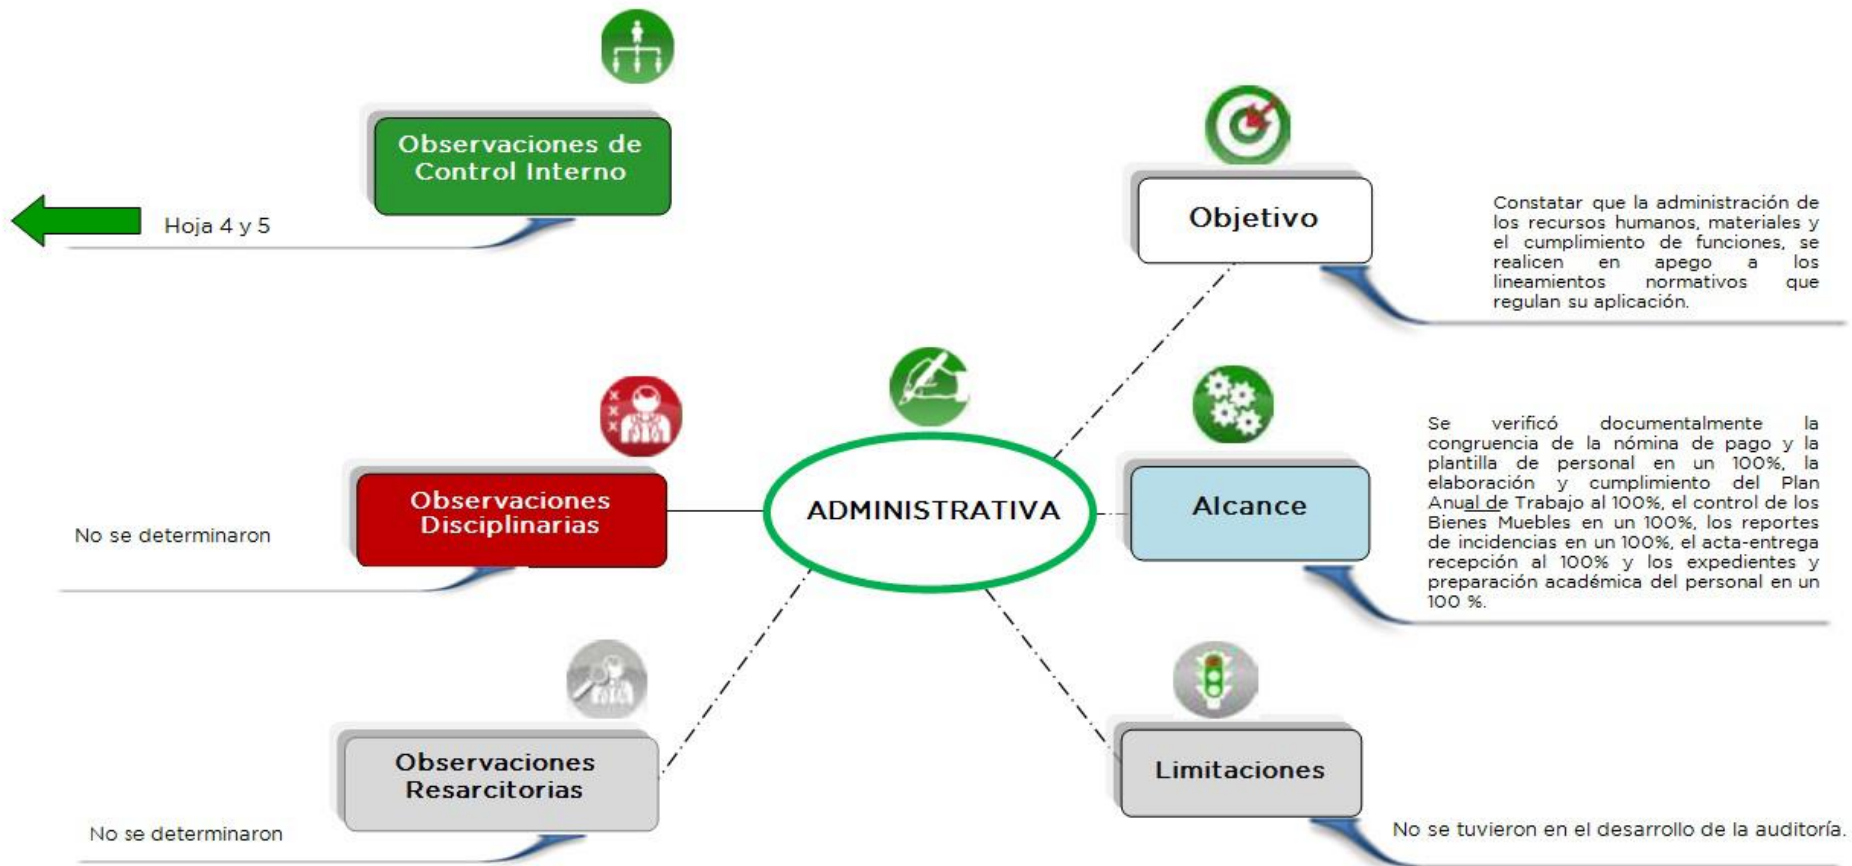 Observaciones de
Control Interno
Hoja 4 y 5
Objetivo
Constatar que la administración de
los recursos humanos, materiales y
el cumplimiento de funciones, se
realicen en apego a los
lineamientos normativos que
regulan su aplicación.
Observaciones
Disciplinarias
No se determinaron
ADMINISTRATIVA
Alcance
Se verificó documentalmente la
congruencia de la nómina de pago y la
plantilla de personal en un 100%, la
elaboración y cumplimiento del Plan
Anual de Trabajo al 100%, el control de los
Bienes Muebles en un 100%, los reportes
de incidencias en un 100%, el acta-entrega
recepción al 100% y los expedientes y
preparación académica del personal en un
100 %.
Observaciones
Resarcitorias
No se determinaron
Limitaciones
No se tuvieron en el desarrollo de la auditoría.